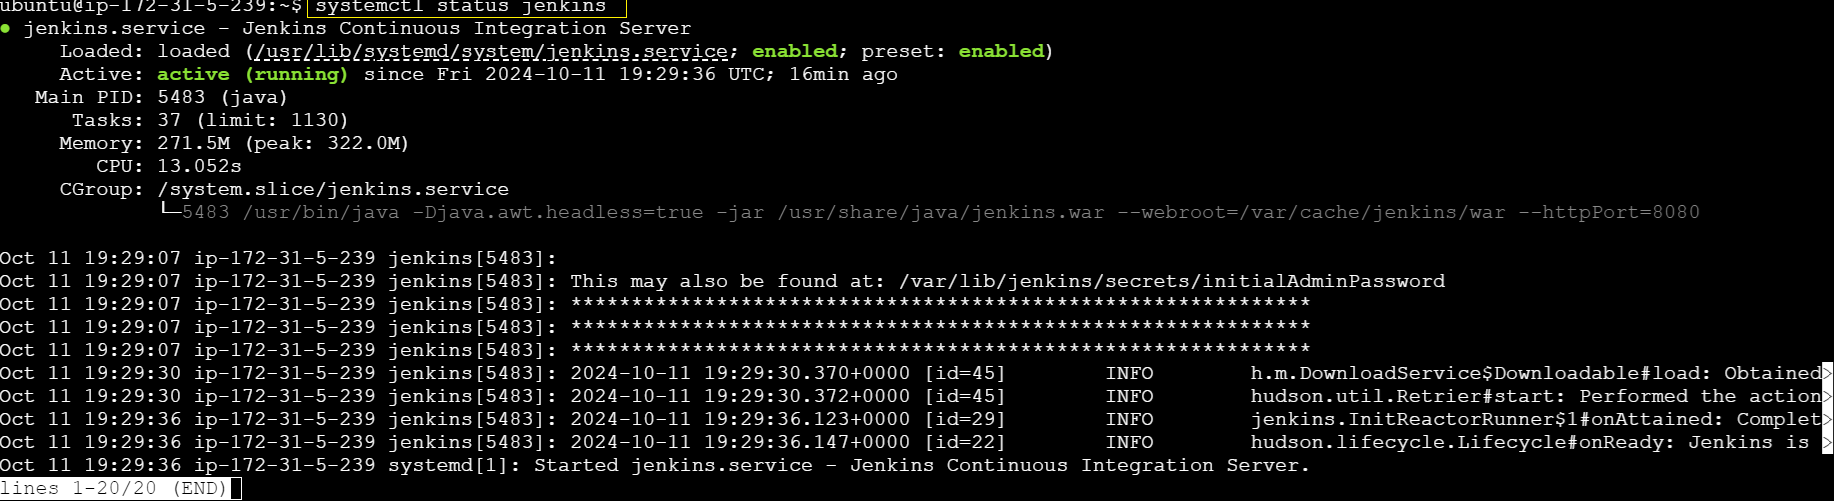 ubuntu@ip-172-31-5-239:~$ systemctl status jenkins
● jenkins.service - Jenkins Continuous Integration Server
Loaded: loaded (/usr/lib/systemd/system/jenkins.service; enabled; preset: enabled)
Active: active (running) since Fri 2024-10-11 19:29:36 UTC; 16min ago
Main PID: 5483 (java)
Tasks: 37 (limit: 1130)
Memory: 271.5M (peak: 322.0M)
CPU: 13.052s
CGroup: /system.slice/jenkins.service
└─5483 /usr/bin/java -Djava.awt.headless=true -jar /usr/share/java/jenkins.war --webroot=/var/cache/jenkins/war --httpPort=8080
Oct 11 19:29:07 ip-172-31-5-239 jenkins[5483]:
Oct 11 19:29:07 ip-172-31-5-239 jenkins[5483]: This may also be found at: /var/lib/jenkins/secrets/initialAdminPassword
Oct 11 19:29:07 ip-172-31-5-239 jenkins[5483]: *************************************************************
Oct 11 19:29:07 ip-172-31-5-239 jenkins[5483]: *************************************************************
Oct 11 19:29:07 ip-172-31-5-239 jenkins[5483]: *************************************************************
Oct 11 19:29:30 ip-172-31-5-239 jenkins[5483]: 2024-10-11 19:29:30.370+0000 [id=45] INFO h.m.DownloadService$Downloadable#load: Obtained>
Oct 11 19:29:30 ip-172-31-5-239 jenkins[5483]: 2024-10-11 19:29:30.372+0000 [id=45] INFO hudson.util.Retrier#start: Performed the action>
Oct 11 19:29:36 ip-172-31-5-239 jenkins[5483]: 2024-10-11 19:29:36.123+0000 [id=29] INFO jenkins.InitReactorRunner$1#onAttained: Complet>
Oct 11 19:29:36 ip-172-31-5-239 jenkins[5483]: 2024-10-11 19:29:36.147+0000 [id=22] INFO hudson.lifecycle.Lifecycle#onReady: Jenkins is >
Oct 11 19:29:36 ip-172-31-5-239 systemd[1]: Started jenkins.service - Jenkins Continuous Integration Server.
lines 1-20/20 (END)